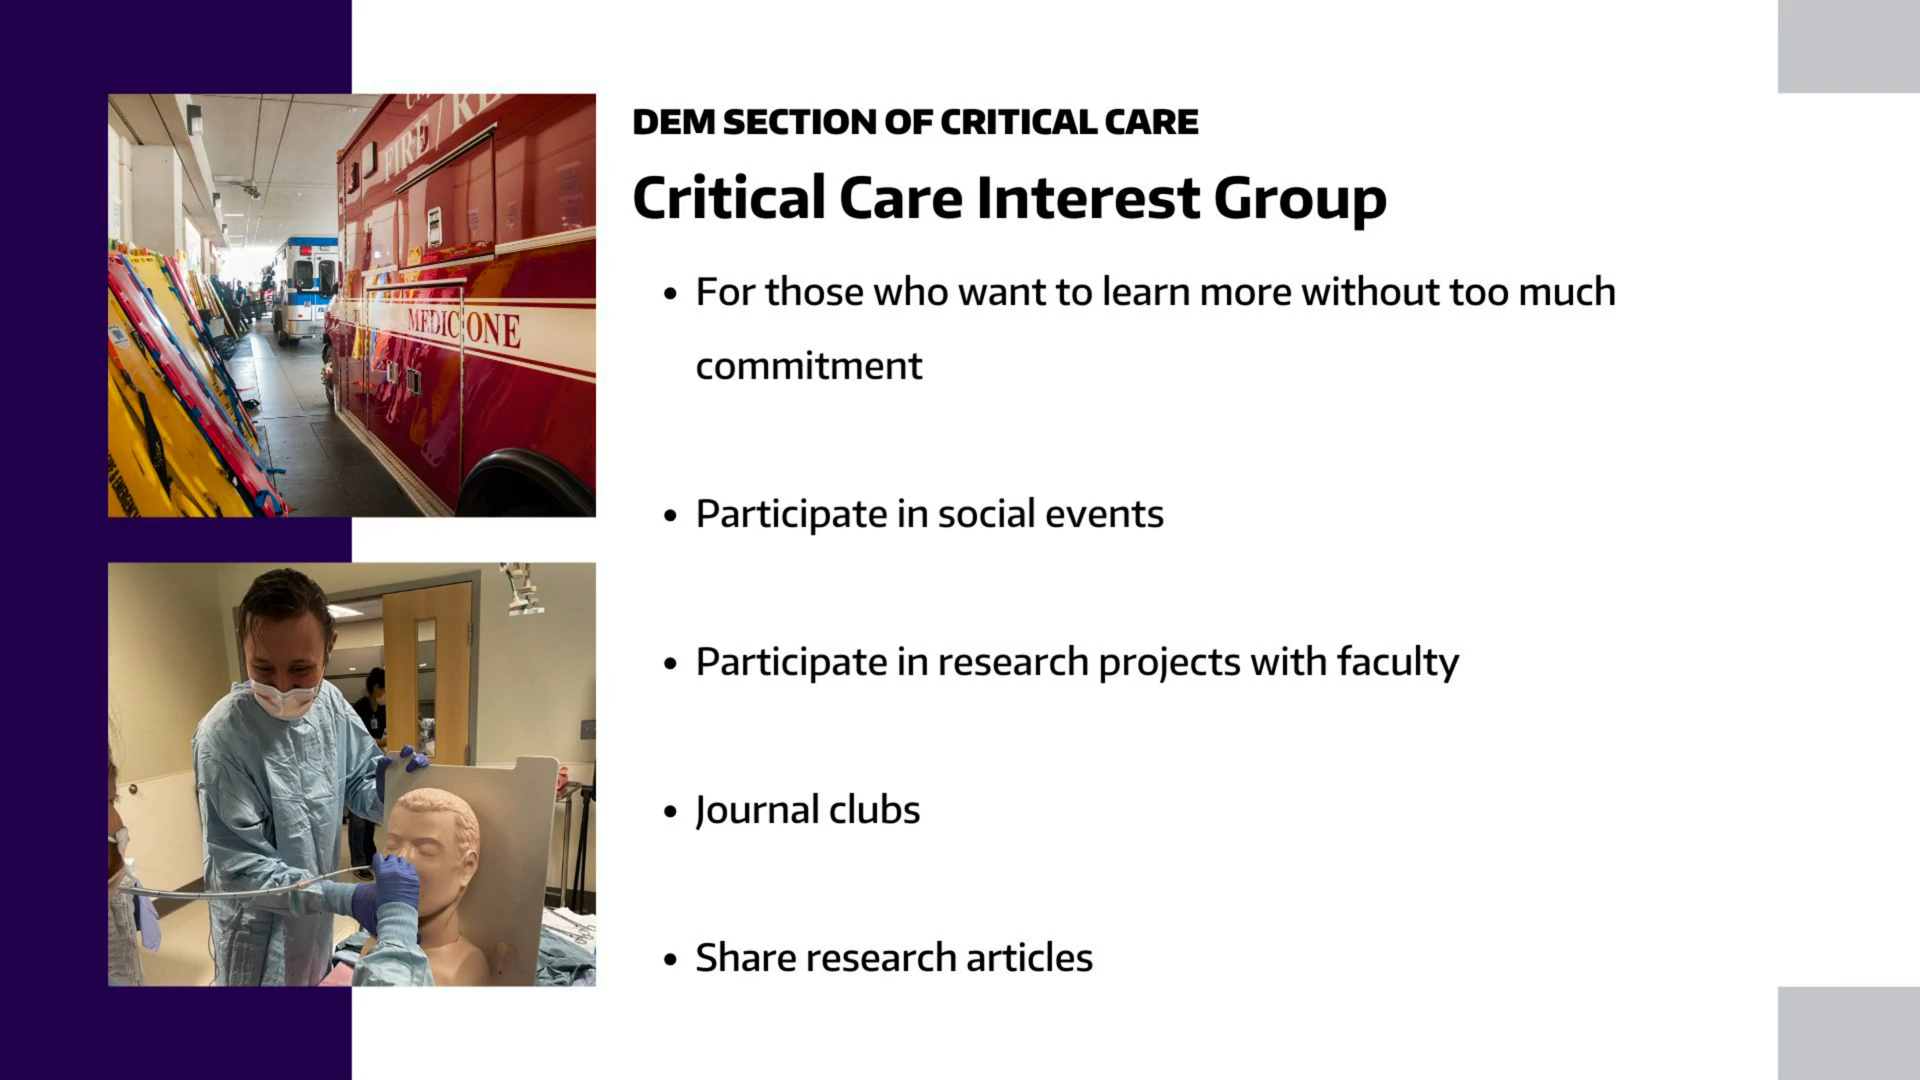 DEM SECTION OF CRITICAL CARE
Critical Care Interest Group
• For those who want to learn more without too much
commitment
• Participate in social events
• Participate in research projects with faculty
• Journal clubs
• Share research articles
FIRE /
MEDIC ONE